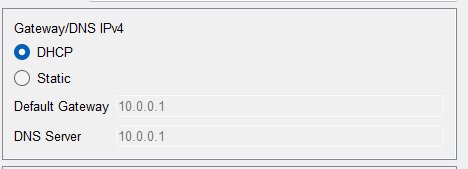 Gateway/DNS IPv4
DHCP
Static
Default Gateway 10.0.0.1
DNS Server 10.0.0.1